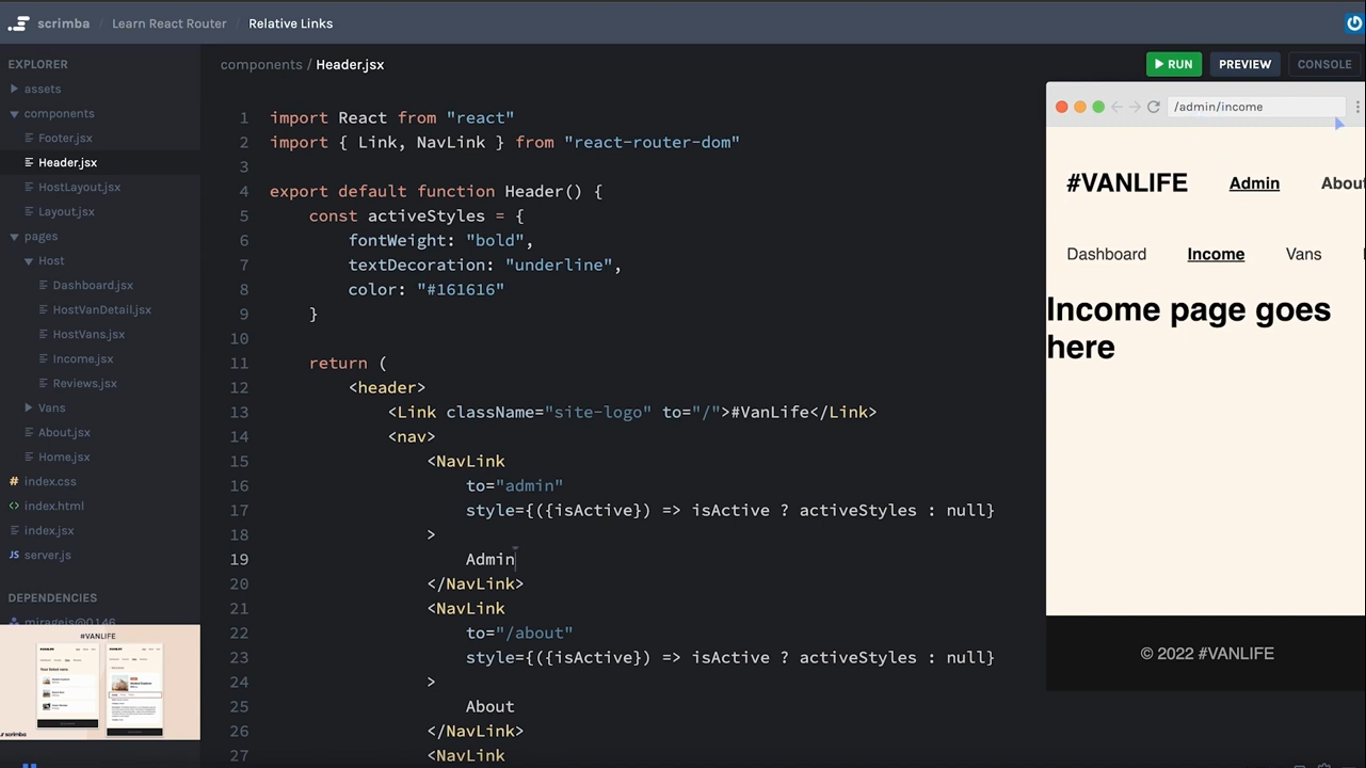 scrimba / Learn React Router / Relative Links
EXPLORER
assets
components
Footer.jsx
Header.jsx
HostLayout.jsx
Layout.jsx
pages
Host
Dashboard.jsx
HostVanDetail.jsx
HostVans.jsx
Income.jsx
Reviews.jsx
Vans
About.jsx
Home.jsx
# index.css
<> index.html
index.jsx
JS server.js
DEPENDENCIES
miragejs@0.1.46
#VANLIFE
components / Header.jsx
RUN PREVIEW CONSOLE
1 import React from "react"
2 import { Link, NavLink } from "react-router-dom"
3
4 export default function Header() {
5 const activeStyles = {
6 fontWeight: "bold",
7 textDecoration: "underline",
8 color: "#161616"
9 }
10
11 return (
12 <header>
13 <Link className="site-logo" to="/">#VanLife</Link>
14 <nav>
15 <NavLink
16 to="admin"
17 style={({isActive}) => isActive ? activeStyles : null}
18 >
19 Admin
20 </NavLink>
21 <NavLink
22 to="/about"
23 style={({isActive}) => isActive ? activeStyles : null}
24 >
25 About
26 </NavLink>
27 <NavLink
/admin/income
#VANLIFE Admin About
Dashboard Income Vans
Income page goes
here
© 2022 #VANLIFE